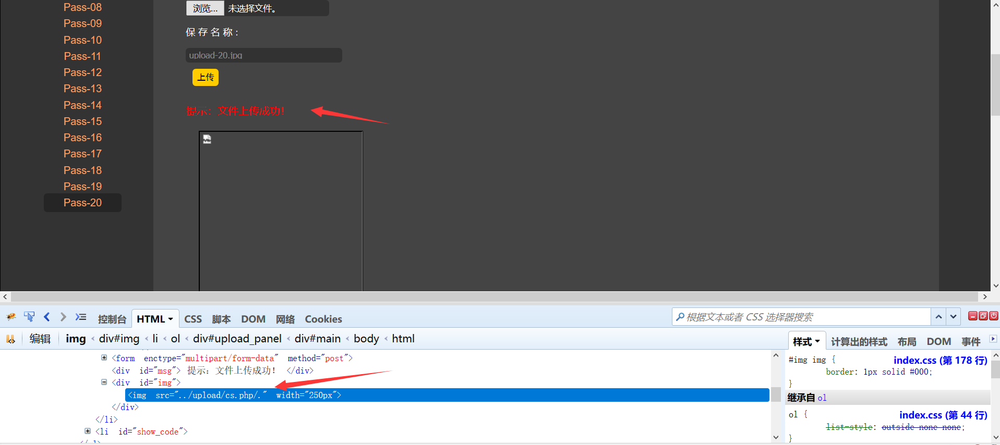 Pass-08
Pass-09
Pass-10
Pass-11
Pass-12
Pass-13
Pass-14
Pass-15
Pass-16
Pass-17
Pass-18
Pass-19
Pass-20
浏览... 未选择文件。
保存名称：
upload-20.jpg
上传
提示：文件上传成功！
控制台 HTML CSS 脚本 DOM 网络 Cookies
根据文本或者 CSS 选择器搜索
编辑 img < div#img < li < ol < div#upload_panel < div#main < body < html
<form enctype="multipart/form-data" method="post">
<div id="msg"> 提示：文件上传成功！ </div>
<div id="img">
<img src="../upload/cs.php/." width="250px">
</div>
</li>
<li id="show_code">
样式 计算出的样式 布局 DOM 事件
#img img { index.css (第 178 行)
border: 1px solid #000;
}
继承自 ol
ol { index.css (第 44 行)
list-style: outside none none;
}